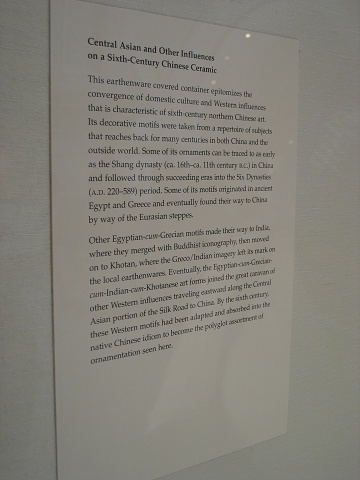 Central Asian and Other Influences
on a Sixth-Century Chinese Ceramic
This earthenware covered container epitomizes the
convergence of domestic culture and Western influences
that is characteristic of sixth-century northern Chinese art.
Its decorative motifs were taken from a repertoire of subjects
that reaches back for many centuries in both China and the
outside world. Some of its ornaments can be traced to as early
as the Shang dynasty (ca. 16th–ca. 11th century B.C.) in China
and followed through succeeding eras into the Six Dynasties
(A.D. 220–589) period. Some of its motifs originated in ancient
Egypt and Greece and eventually found their way to China
by way of the Eurasian steppes.
Other Egyptian-cum-Grecian motifs made their way to India,
where they merged with Buddhist iconography, then moved
on to Khotan, where the Greco/Indian imagery left its mark on
the local earthenwares. Eventually, the Egyptian-cum-Grecian-
cum-Indian-cum-Khotanese art forms joined the great caravan of
other Western influences traveling eastward along the Central
Asian portion of the Silk Road to China. By the sixth century,
these Western motifs had been adapted and absorbed into the
native Chinese idiom to become the polyglot assortment of
ornamentation seen here.